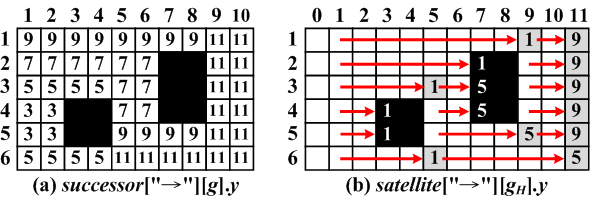 1 2 3 4 5 6 7 8 9 10
1 9 9 9 9 9 9 9 9 11 11
2 7 7 7 7 7 7 11 11
3 5 5 5 5 7 7 11 11
4 3 3 7 7 11 11
5 3 3 9 9 9 9 11 11
6 5 5 5 5 11 11 11 11 11 11
(a) successor["→"][g].y
0 1 2 3 4 5 6 7 8 9 10 11
1 1 9
2 1 9
3 1 5 9
4 1 5 9
5 1 5 9
6 1 5
(b) satellite["→"][gH].y